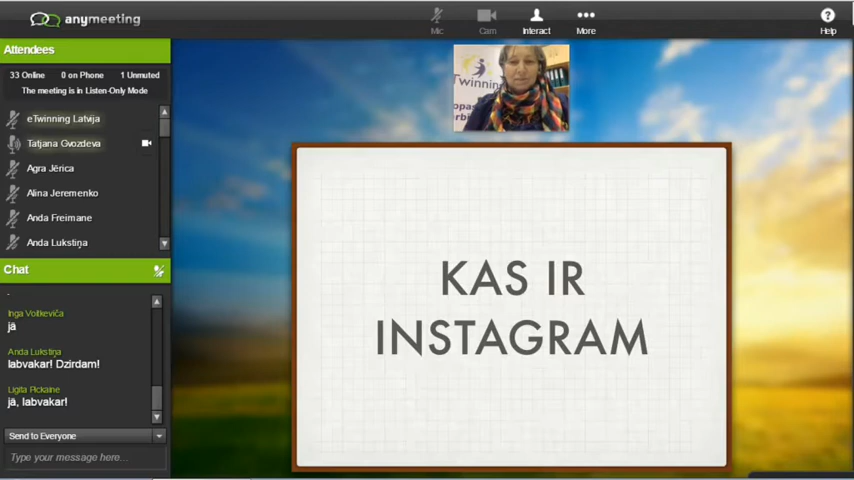 anymeeting
Mic
Cam
Interact
More
Help
Attendees
33 Online 0 on Phone 1 Unmuted
The meeting is in Listen-Only Mode
eTwinning Latvija
Tatjana Gvozdeva
Agra Jērica
Alina Jeremenko
Anda Freimane
Anda Lukstiņa
Chat
Inga Voitkeviča
jā
Anda Lukstiņa
labvakar! Dzirdam!
Ligita Pickaine
jā, labvakar!
Send to Everyone
Type your message here...
KAS IR
INSTAGRAM